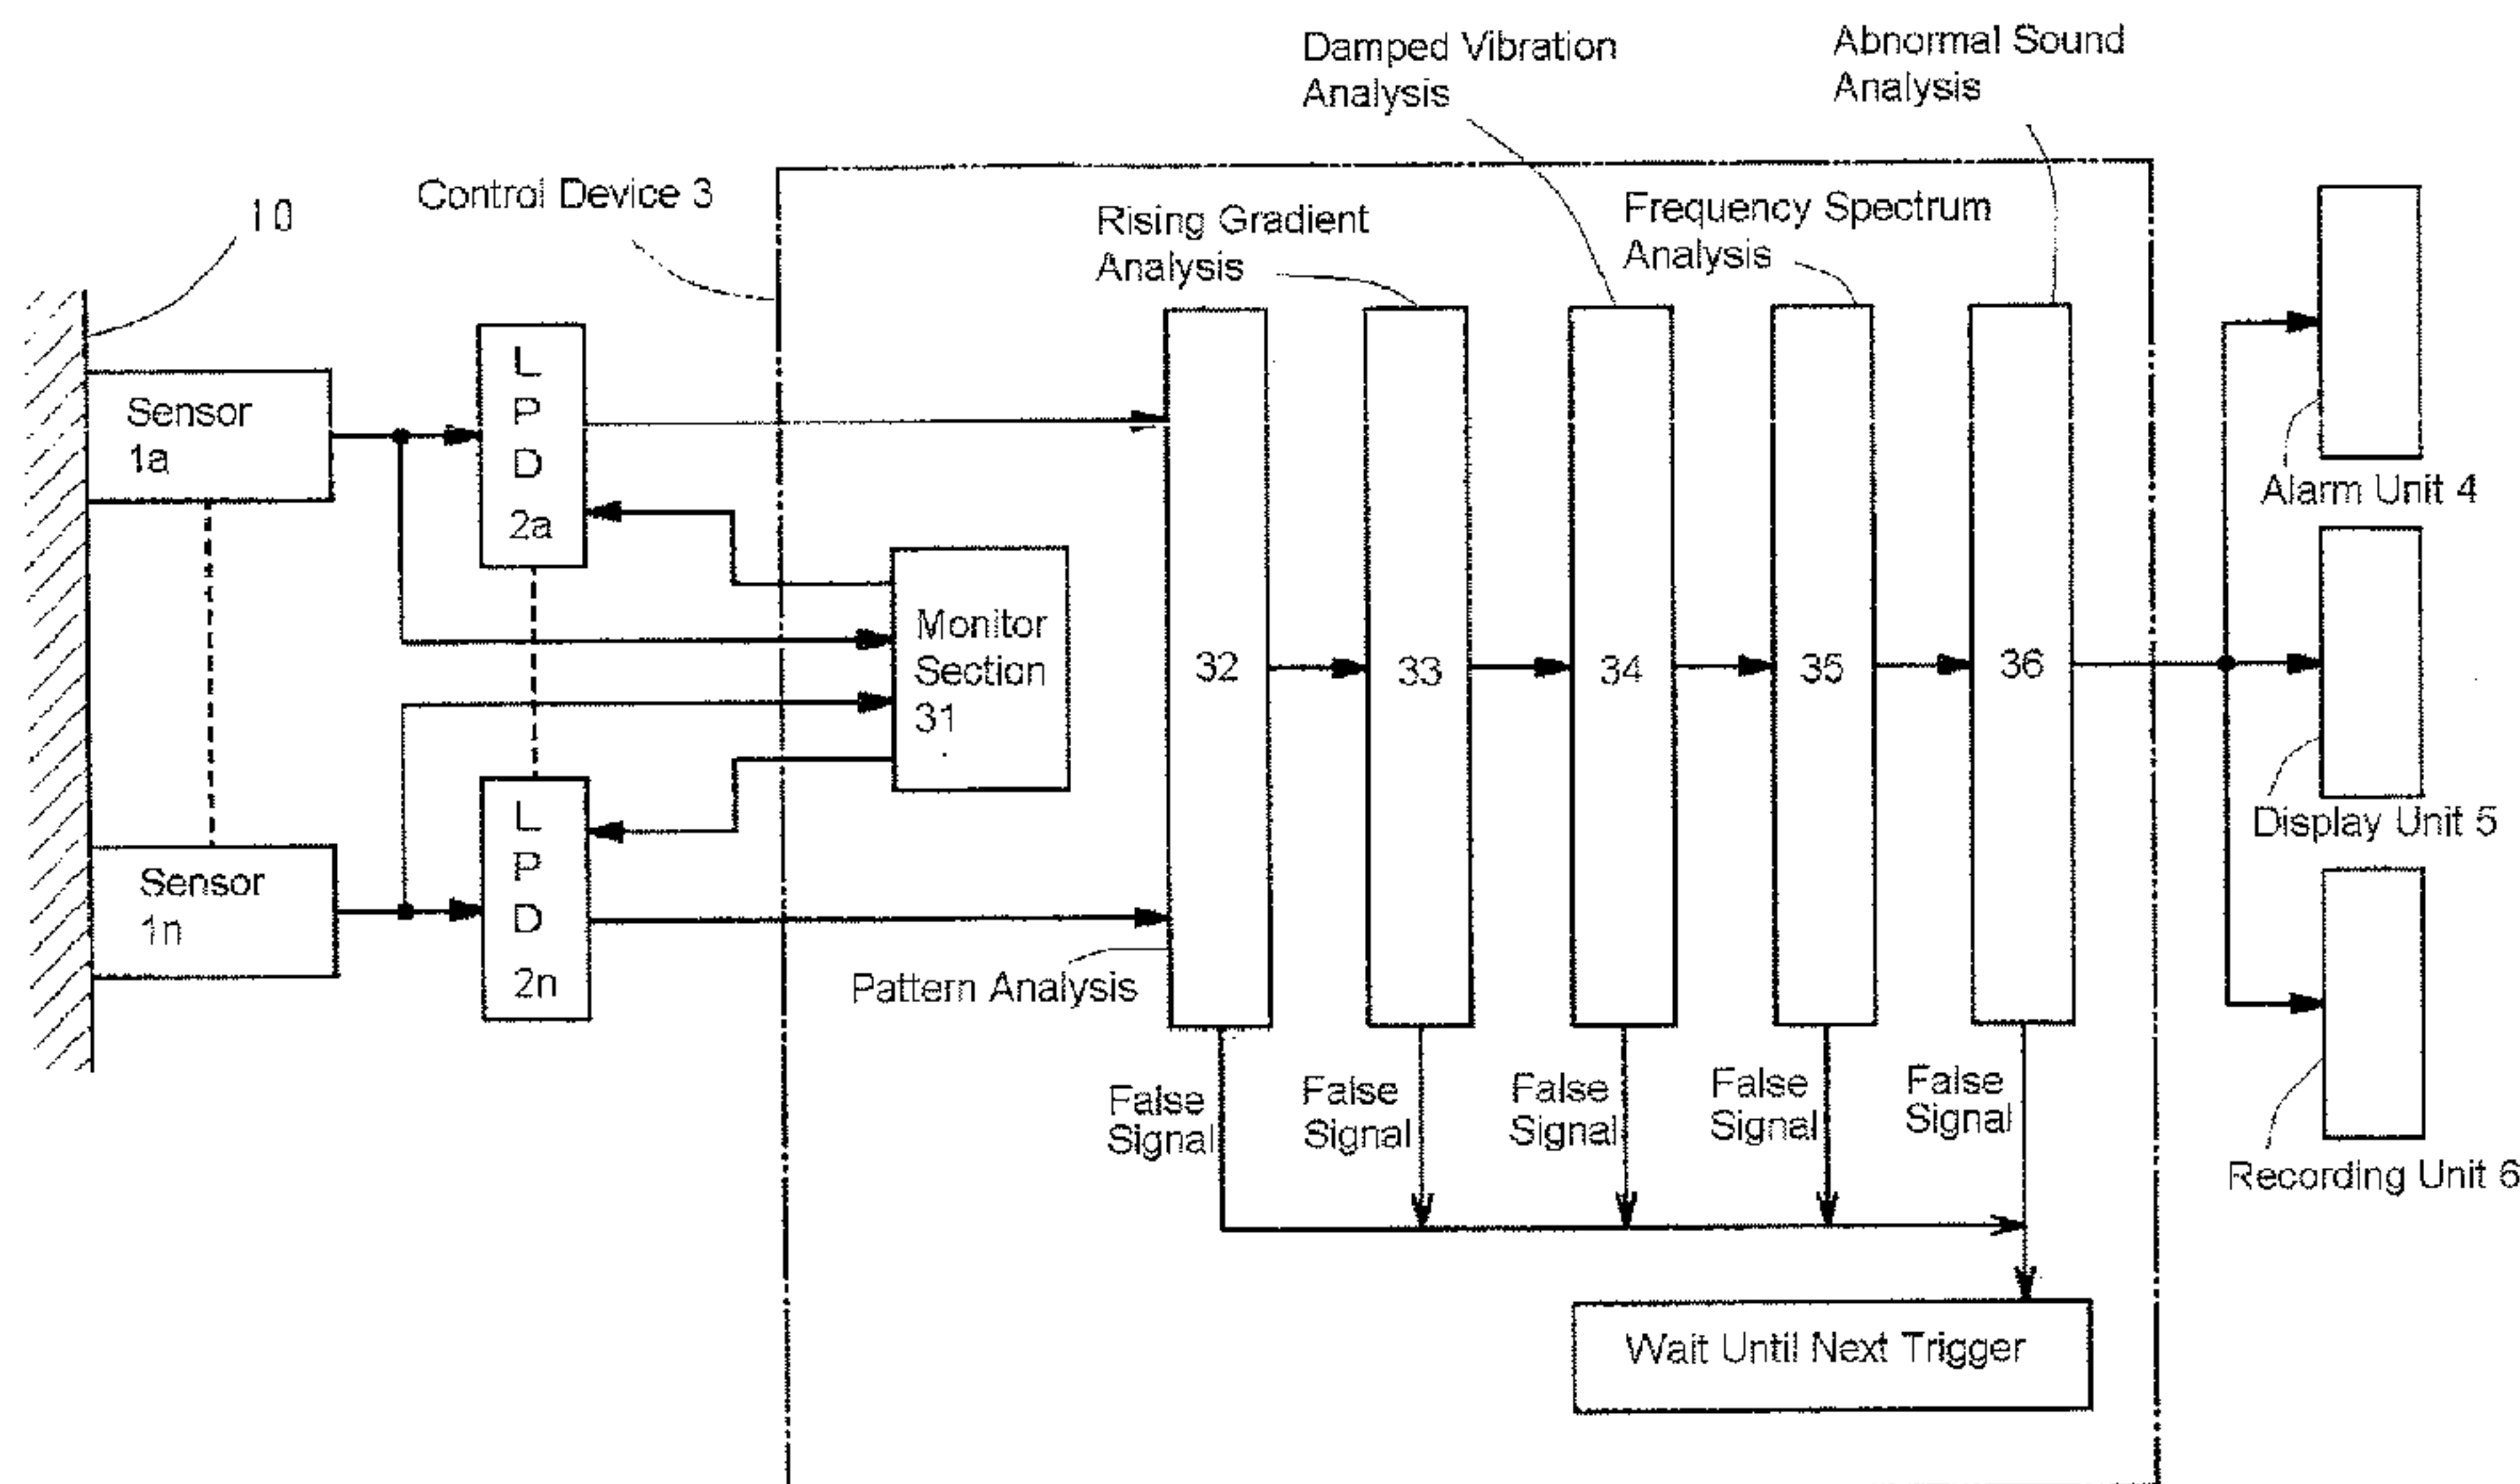 Damped Vibration
Analysis
Abnormal Sound
Analysis
Control Device 3
10
Rising Gradient
Analysis
Frequency Spectrum
Analysis
Sensor
1a
L
P
D
2a
Monitor
Section
31
32
33
34
35
36
Alarm Unit 4
Display Unit 5
Sensor
1n
L
P
D
2n
Pattern Analysis
False
Signal
False
Signal
False
Signal
False
Signal
False
Signal
Recording Unit 6
Wait Until Next Trigger